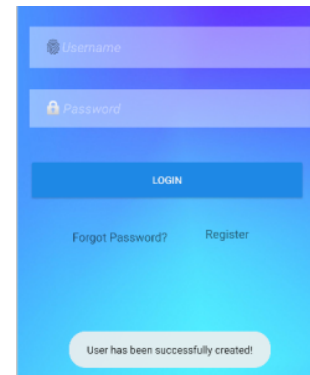 Username
Password
LOGIN
Forgot Password? Register
User has been successfully created!